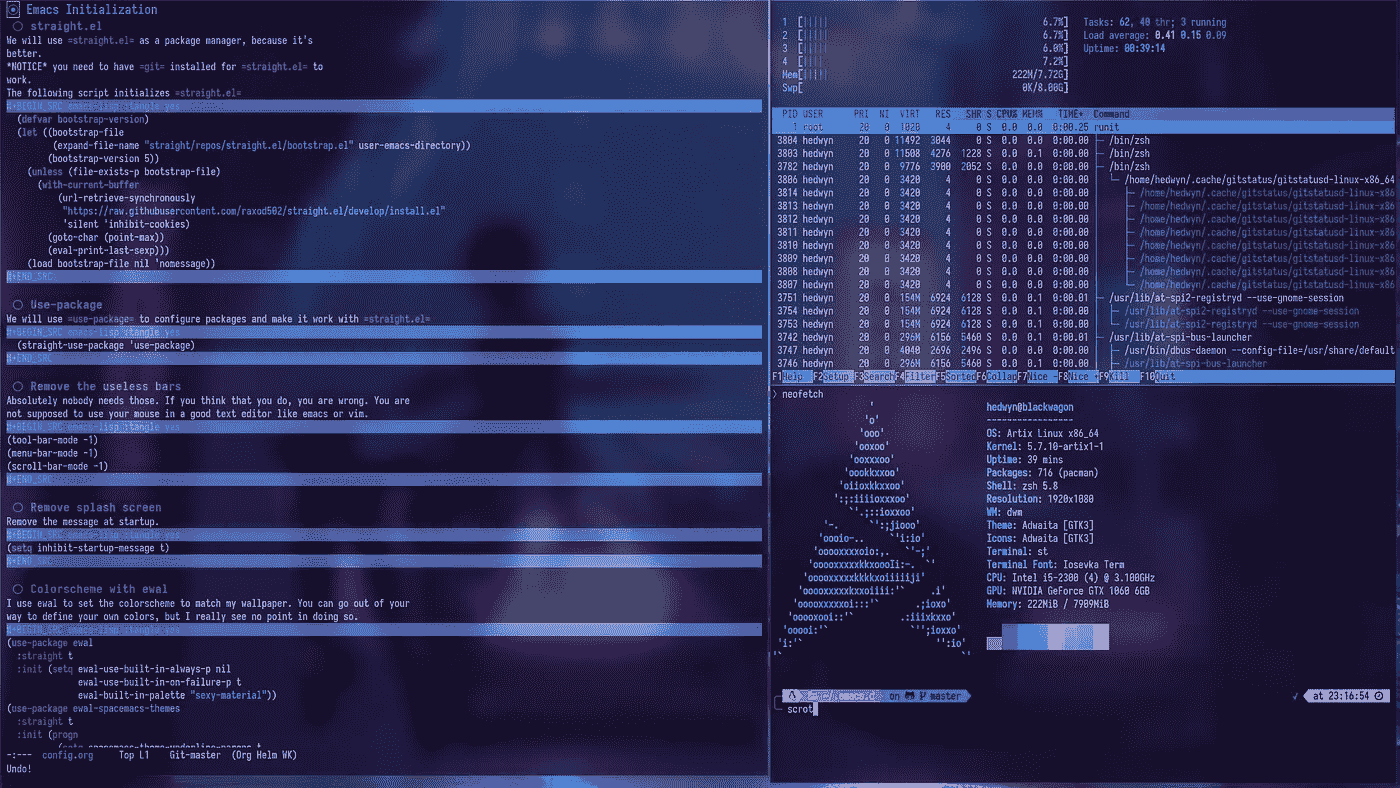 Emacs Initialization
straight.el
We will use =straight.el= as a package manager, because it's
better.
*NOTICE* you need to have =git= installed for =straight.el= to
work.
The following script initializes =straight.el=
#+BEGIN_SRC emacs-lisp :tangle yes
(defvar bootstrap-version)
(let ((bootstrap-file
(expand-file-name "straight/repos/straight.el/bootstrap.el" user-emacs-directory))
(bootstrap-version 5))
(unless (file-exists-p bootstrap-file)
(with-current-buffer
(url-retrieve-synchronously
"https://raw.githubusercontent.com/raxod502/straight.el/develop/install.el"
'silent 'inhibit-cookies)
(goto-char (point-max))
(eval-print-last-sexp)))
(load bootstrap-file nil 'nomessage))
#+END_SRC
Use-package
We will use =use-package= to configure packages and make it work with =straight.el=
#+BEGIN_SRC emacs-lisp :tangle yes
(straight-use-package 'use-package)
#+END_SRC
Remove the useless bars
Absolutely nobody needs those. If you think that you do, you are wrong. You are
not supposed to use your mouse in a good text editor like emacs or vim.
#+BEGIN_SRC emacs-lisp :tangle yes
(tool-bar-mode -1)
(menu-bar-mode -1)
(scroll-bar-mode -1)
#+END_SRC
Remove splash screen
Remove the message at startup.
#+BEGIN_SRC emacs-lisp :tangle yes
(setq inhibit-startup-message t)
#+END_SRC
Colorscheme with ewal
I use ewal to set the colorscheme to match my wallpaper. You can go out of your
way to define your own colors, but I really see no point in doing so.
#+BEGIN_SRC emacs-lisp :tangle yes
(use-package ewal
:straight t
:init (setq ewal-use-built-in-always-p nil
ewal-use-built-in-on-failure-p t
ewal-built-in-palette "sexy-material"))
(use-package ewal-spacemacs-themes
:straight t
:init (progn
-:--- config.org Top L1 Git-master (Org Helm WK)
Undo!
1 [||||| 6.7%] Tasks: 62, 40 thr; 3 running
2 [||||| 6.7%] Load average: 0.41 0.15 0.09
3 [||||| 6.0%] Uptime: 00:39:14
4 [||||| 7.2%]
Mem[||||| 222M/7.72G]
Swp[ 0K/8.00G]
PID USER PRI NI VIRT RES SHR S CPU% MEM% TIME+ Command
1 root 20 0 1020 4 0 S 0.0 0.0 0:00.25 runit
3804 hedwyn 20 0 11492 3044 0 S 0.0 0.0 0:00.00 /bin/zsh
3803 hedwyn 20 0 11508 4276 1228 S 0.0 0.1 0:00.00 /bin/zsh
3782 hedwyn 20 0 9776 3900 2052 S 0.0 0.0 0:00.00 /bin/zsh
3806 hedwyn 20 0 3420 4 0 S 0.0 0.0 0:00.00 /home/hedwyn/.cache/gitstatus/gitstatusd-linux-x86_64
3814 hedwyn 20 0 3420 4 0 S 0.0 0.0 0:00.00 /home/hedwyn/.cache/gitstatus/gitstatusd-linux-x86
3813 hedwyn 20 0 3420 4 0 S 0.0 0.0 0:00.00 /home/hedwyn/.cache/gitstatus/gitstatusd-linux-x86
3812 hedwyn 20 0 3420 4 0 S 0.0 0.0 0:00.00 /home/hedwyn/.cache/gitstatus/gitstatusd-linux-x86
3811 hedwyn 20 0 3420 4 0 S 0.0 0.0 0:00.00 /home/hedwyn/.cache/gitstatus/gitstatusd-linux-x86
3810 hedwyn 20 0 3420 4 0 S 0.0 0.0 0:00.00 /home/hedwyn/.cache/gitstatus/gitstatusd-linux-x86
3809 hedwyn 20 0 3420 4 0 S 0.0 0.0 0:00.00 /home/hedwyn/.cache/gitstatus/gitstatusd-linux-x86
3808 hedwyn 20 0 3420 4 0 S 0.0 0.0 0:00.00 /home/hedwyn/.cache/gitstatus/gitstatusd-linux-x86
3807 hedwyn 20 0 3420 4 0 S 0.0 0.0 0:00.00 /home/hedwyn/.cache/gitstatus/gitstatusd-linux-x86
3751 hedwyn 20 0 154M 6924 6128 S 0.0 0.1 0:00.01 /usr/lib/at-spi2-registryd --use-gnome-session
3754 hedwyn 20 0 154M 6924 6128 S 0.0 0.1 0:00.00 /usr/lib/at-spi2-registryd --use-gnome-session
3753 hedwyn 20 0 154M 6924 6128 S 0.0 0.1 0:00.00 /usr/lib/at-spi2-registryd --use-gnome-session
3742 hedwyn 20 0 296M 6156 5460 S 0.0 0.1 0:00.01 /usr/lib/at-spi-bus-launcher
3747 hedwyn 20 0 4040 2696 2496 S 0.0 0.0 0:00.00 /usr/bin/dbus-daemon --config-file=/usr/share/default
3746 hedwyn 20 0 296M 6156 5460 S 0.0 0.1 0:00.00 /usr/lib/at-spi-bus-launcher
F1Help F2Setup F3SearchF4FilterF5SortedF6CollapF7Nice -F8Nice +F9Kill F10Quit
❯ neofetch
'
'o'
'ooo'
'ooxoo'
'ooxxxoo'
'oookkxxoo'
'oiioxkkxxoo'
':;:iiiioxxxoo'
`'.;::ioxxoo'
'-. `':;jiooo'
'oooio-.. `'i:io'
'ooooxxxxoio:,. `'-;'
'ooooxxxxxkkxoooIi:-. `'
'ooooxxxxxkkkkxoiiiiiji'
'ooooxxxxxkxxoiiii:'` .i'
'ooooxxxxxoi:::'` .;ioxo'
'ooooxooi::'` .:iiixkxxo'
'ooooi:'` `'';ioxxo'
'i:'` '':io'
'` `'
hedwyn@blackwagon
-----------------
OS: Artix Linux x86_64
Kernel: 5.7.10-artix1-1
Uptime: 39 mins
Packages: 716 (pacman)
Shell: zsh 5.8
Resolution: 1920x1080
WM: dwm
Theme: Adwaita [GTK3]
Icons: Adwaita [GTK3]
Terminal: st
Terminal Font: Iosevka Term
CPU: Intel i5-2300 (4) @ 3.100GHz
GPU: NVIDIA GeForce GTX 1060 6GB
Memory: 222MiB / 7909MiB
on master ✓ at 23:16:54
scrot